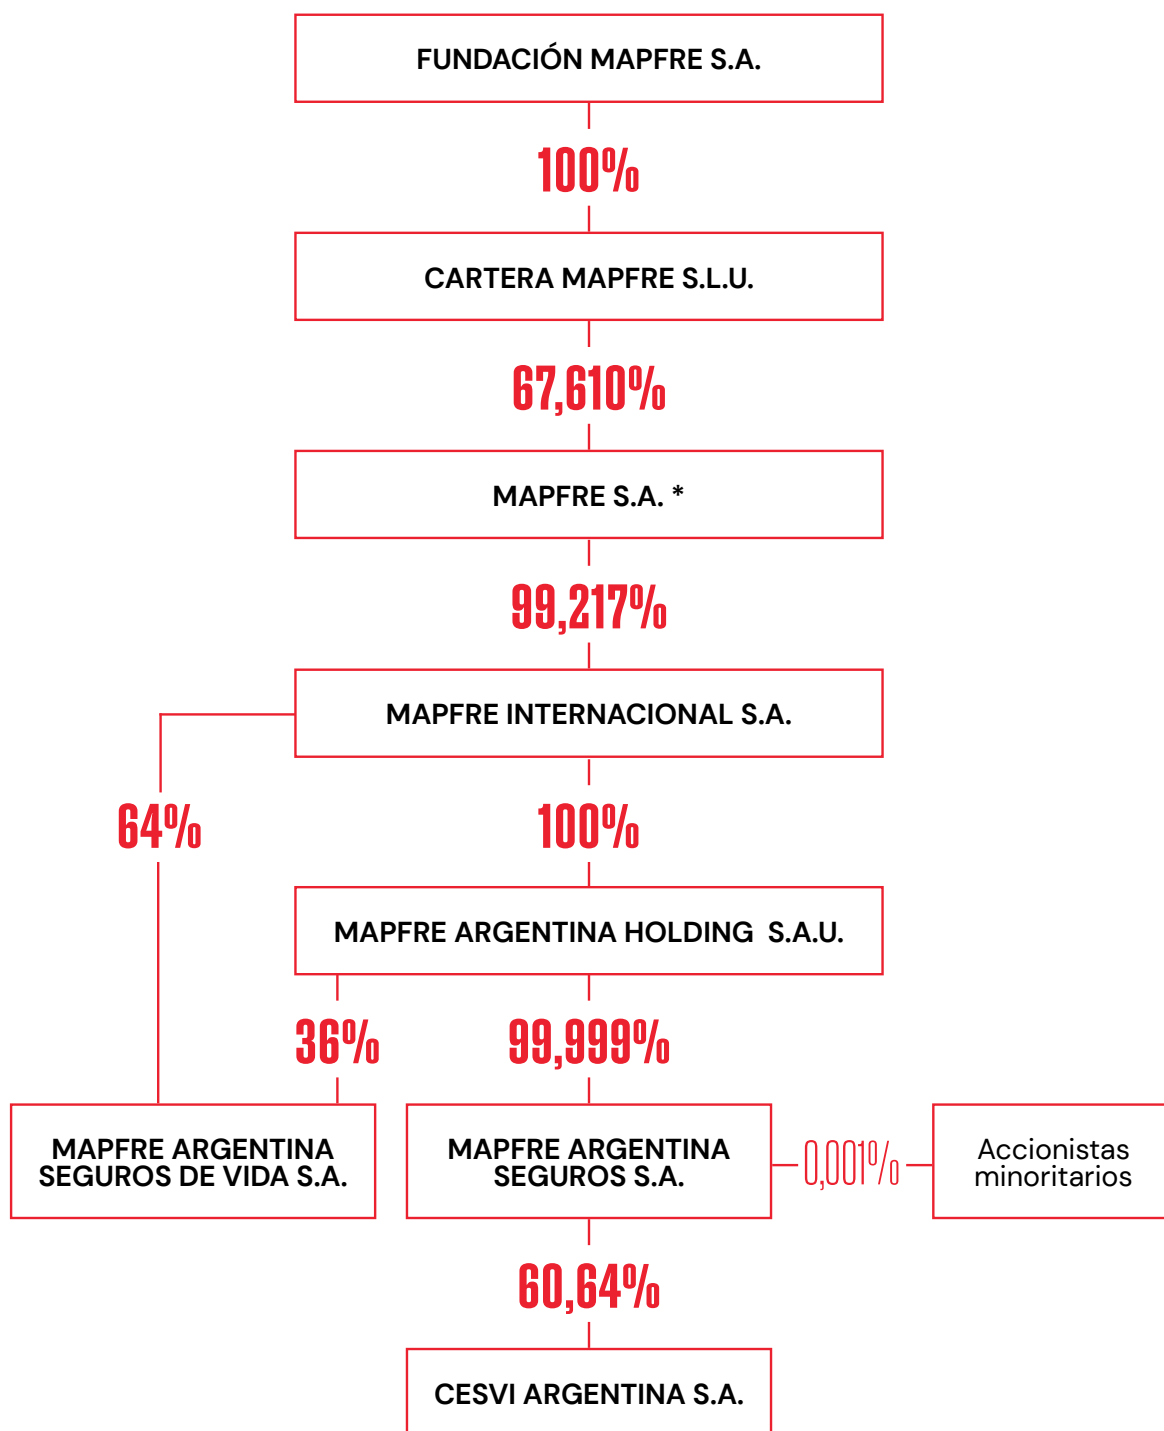 FUNDACIÓN MAPFRE S.A.
100%
CARTERA MAPFRE S.L.U.
67,610%
MAPFRE S.A. *
99,217%
MAPFRE INTERNACIONAL S.A.
64%
100%
MAPFRE ARGENTINA HOLDING S.A.U.
36%
99,999%
MAPFRE ARGENTINA
SEGUROS DE VIDA S.A.
MAPFRE ARGENTINA
SEGUROS S.A.
0,001%
Accionistas
minoritarios
60,64%
CESVI ARGENTINA S.A.